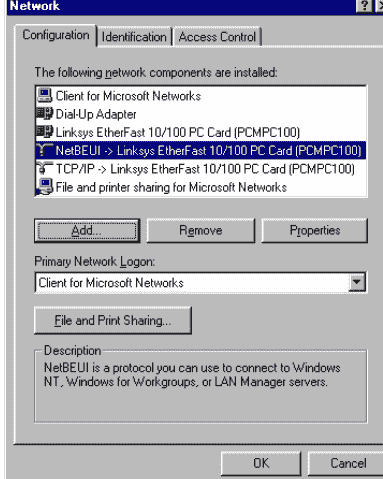 Network
Configuration Identification Access Control
The following network components are installed:
Client for Microsoft Networks
Dial-Up Adapter
Linksys EtherFast 10/100 PC Card (PCMPC100)
NetBEUI -> Linksys EtherFast 10/100 PC Card (PCMPC100)
TCP/IP -> Linksys EtherFast 10/100 PC Card (PCMPC100)
File and printer sharing for Microsoft Networks
Add... Remove Properties
Primary Network Logon:
Client for Microsoft Networks
File and Print Sharing...
Description
NetBEUI is a protocol you can use to connect to Windows
NT, Windows for Workgroups, or LAN Manager servers.
OK Cancel